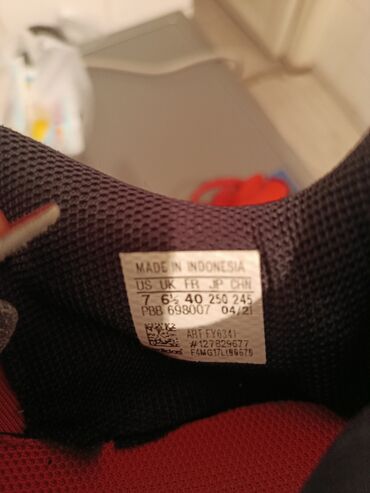 MADE IN INDONESIA
US UK FR JP CHN
7 6½ 40 250 245
PBB 698007 04/21
ART FY6341
#127829677